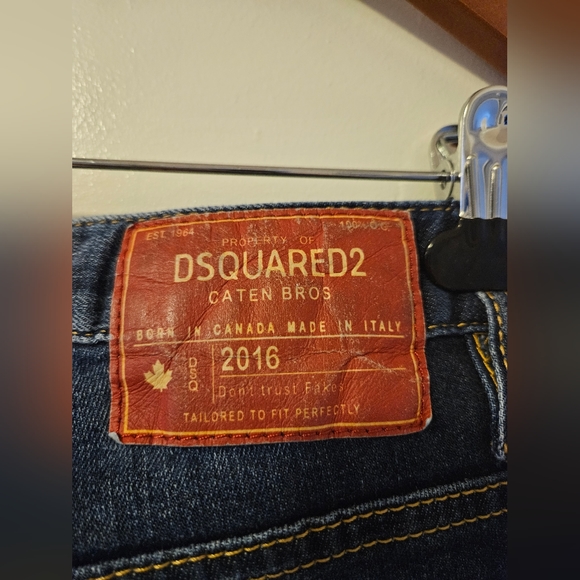 EST. 1964
100% D.C.
PROPERTY OF
DSQUARED2
CATEN BROS
BORN IN CANADA MADE IN ITALY
DSQ
2016
Don't trust Fakes
TAILORED TO FIT PERFECTLY